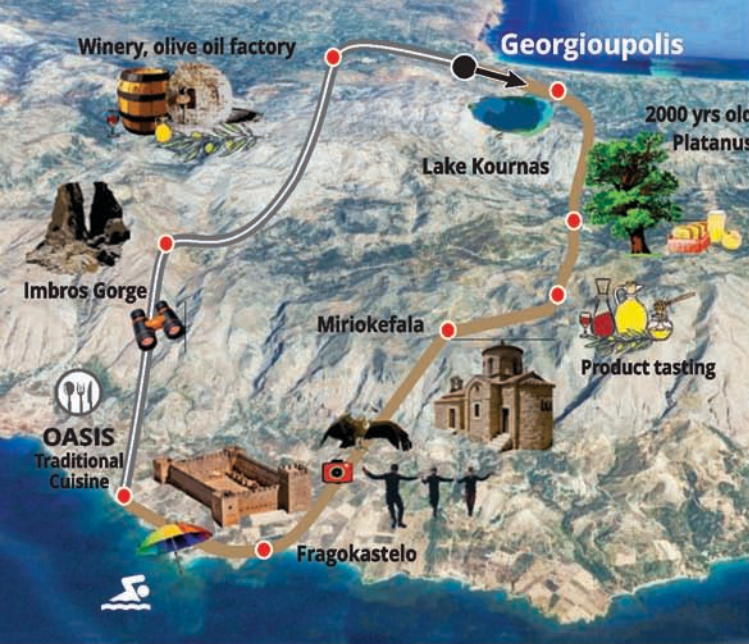 Winery, olive oil factory
Georgioupolis
2000 yrs old
Platanus
Lake Kournas
Imbros Gorge
Miriokefala
Product tasting
OASIS
Traditional
Cuisine
Fragokastelo